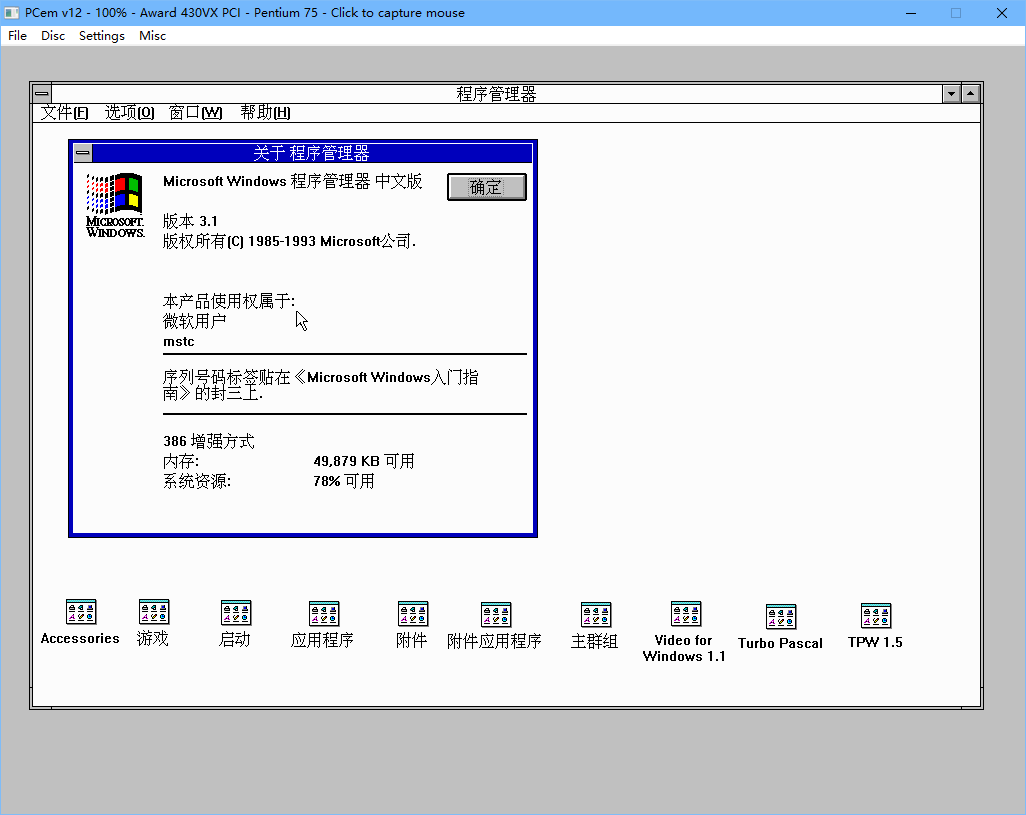 PCem v12 - 100% - Award 430VX PCI - Pentium 75 - Click to capture mouse
File Disc Settings Misc
程序管理器
文件(F) 选项(O) 窗口(W) 帮助(H)
关于 程序管理器
MICROSOFT.
WINDOWS.
Microsoft Windows 程序管理器 中文版
确定
版本 3.1
版权所有(C) 1985-1993 Microsoft公司.
本产品使用权属于:
微软用户
mstc
序列号码标签贴在《Microsoft Windows入门指
南》的封三上.
386 增强方式
内存: 49,879 KB 可用
系统资源: 78% 可用
Accessories
游戏
启动
应用程序
附件
附件应用程序
主群组
Video for
Windows 1.1
Turbo Pascal
TPW 1.5